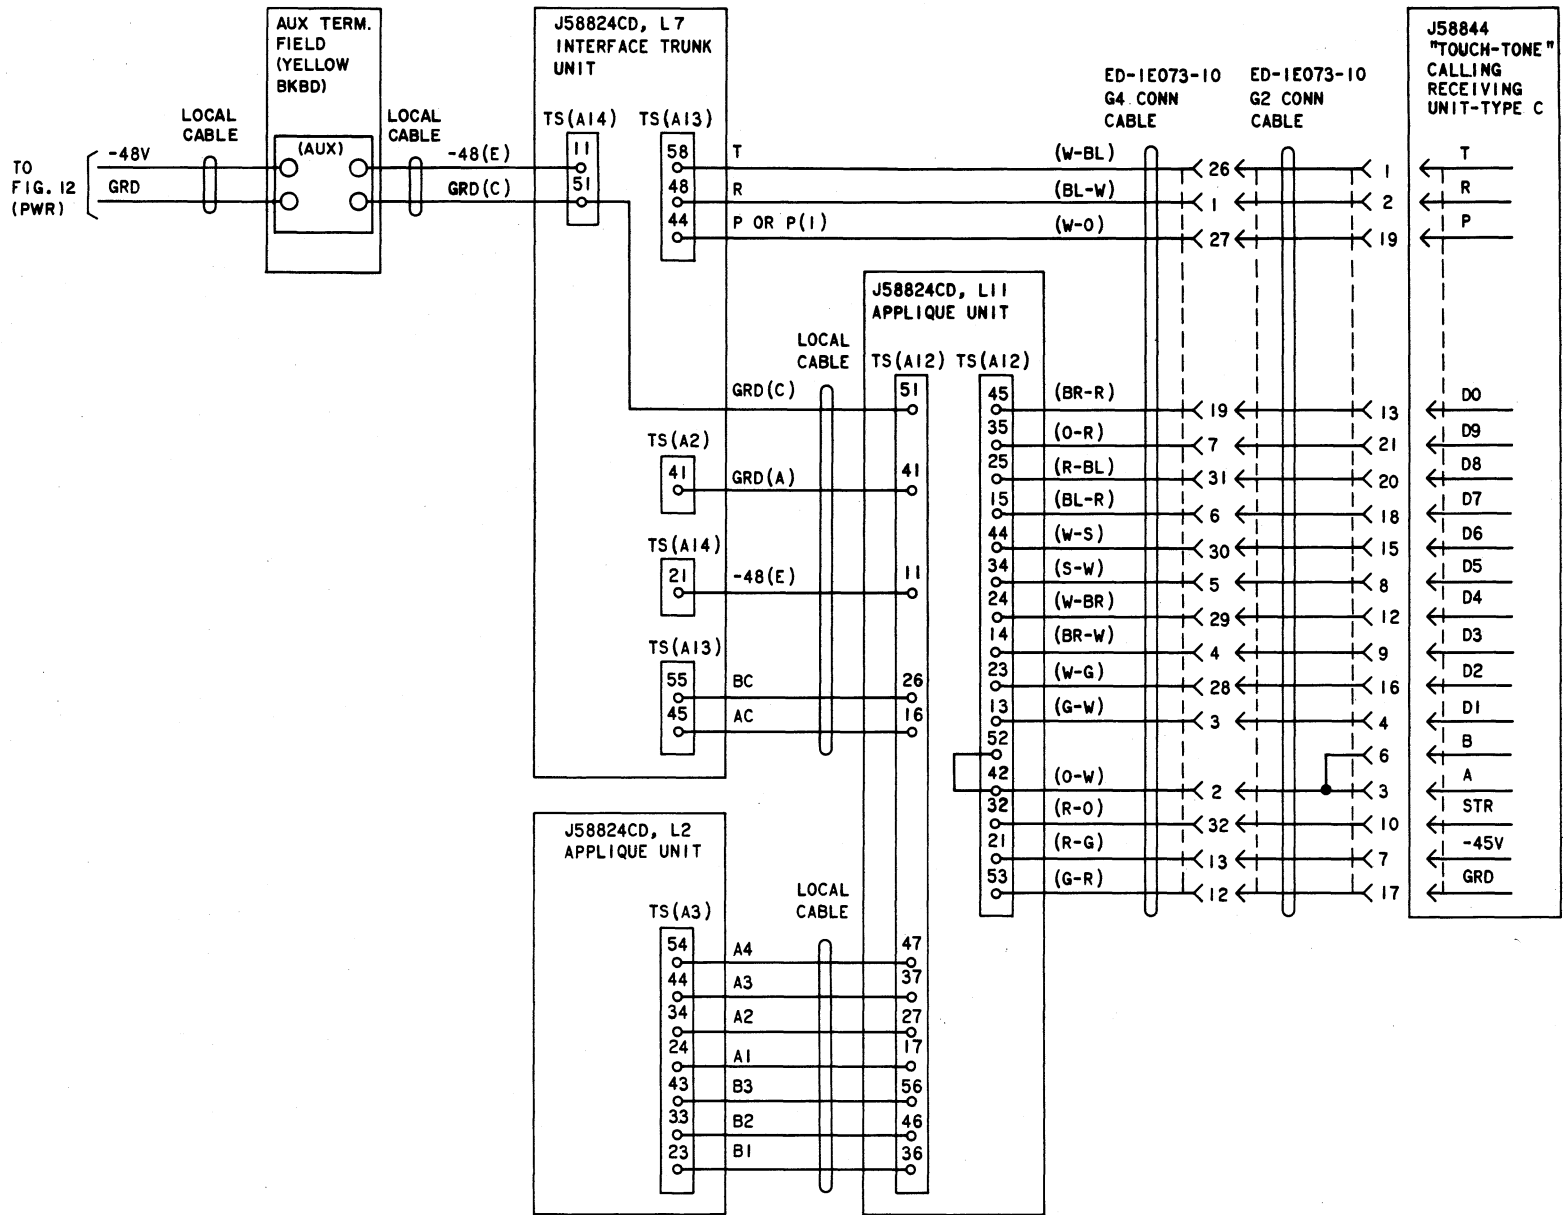 AUX TERM.
FIELD
(YELLOW
BKBD)
J58824CD, L7
INTERFACE TRUNK
UNIT
J58844
"TOUCH-TONE"
CALLING
RECEIVING
UNIT-TYPE C
ED-1E073-10
G4 CONN
CABLE
ED-1E073-10
G2 CONN
CABLE
LOCAL
CABLE
LOCAL
CABLE
TS(A14)
TS(A13)
TO
FIG. 12
(PWR)
-48V
(AUX)
-48(E)
11
58
T
(W-BL)
26
1
T
GRD
GRD(C)
51
48
R
(BL-W)
1
2
R
44
P OR P(1)
(W-O)
27
19
P
J58824CD, L11
APPLIQUE UNIT
LOCAL
CABLE
TS(A12)
TS(A12)
GRD(C)
51
45
(BR-R)
19
13
D0
35
(O-R)
7
21
D9
TS(A2)
41
GRD(A)
41
25
(R-BL)
31
20
D8
15
(BL-R)
6
18
D7
44
(W-S)
30
15
D6
TS(A14)
21
-48(E)
11
34
(S-W)
5
8
D5
24
(W-BR)
29
12
D4
14
(BR-W)
4
9
D3
TS(A13)
55
BC
26
23
(W-G)
28
16
D2
45
AC
16
13
(G-W)
3
4
D1
52
6
B
42
(O-W)
2
3
A
32
(R-O)
32
10
STR
21
(R-G)
13
7
-45V
53
(G-R)
12
17
GRD
J58824CD, L2
APPLIQUE UNIT
LOCAL
CABLE
TS(A3)
54
A4
47
44
A3
37
34
A2
27
24
A1
17
43
B3
56
33
B2
46
23
B1
36